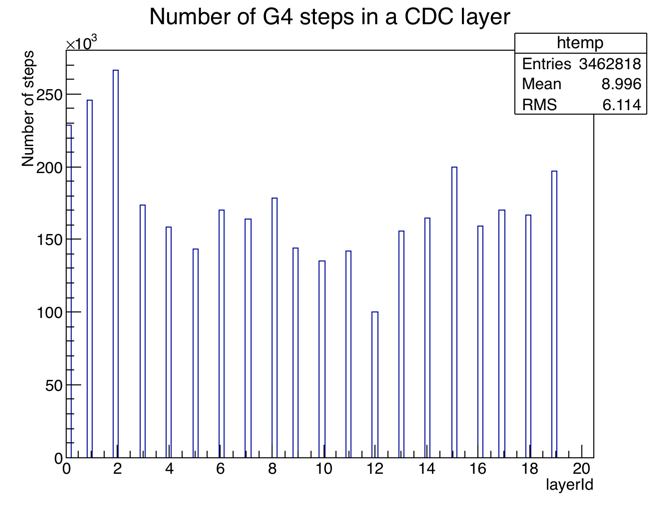 Number of G4 steps in a CDC layer
×10³
htemp
Entries 3462818
Mean 8.996
RMS 6.114
Number of steps
250
200
150
100
50
0
0 2 4 6 8 10 12 14 16 18 20
layerId